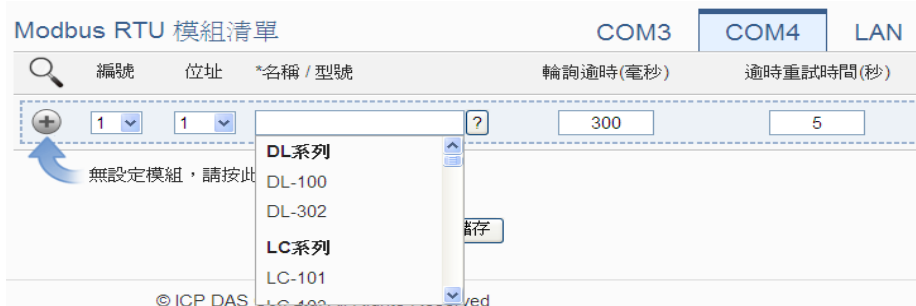 Modbus RTU 模組清單 COM3 COM4 LAN
編號 位址 *名稱 / 型號 輪詢逾時(毫秒) 逾時重試時間(秒)
1 1 ? 300 5
DL系列
無設定模組，請按此
DL-100
DL-302
儲存
LC系列
LC-101
© ICP DAS